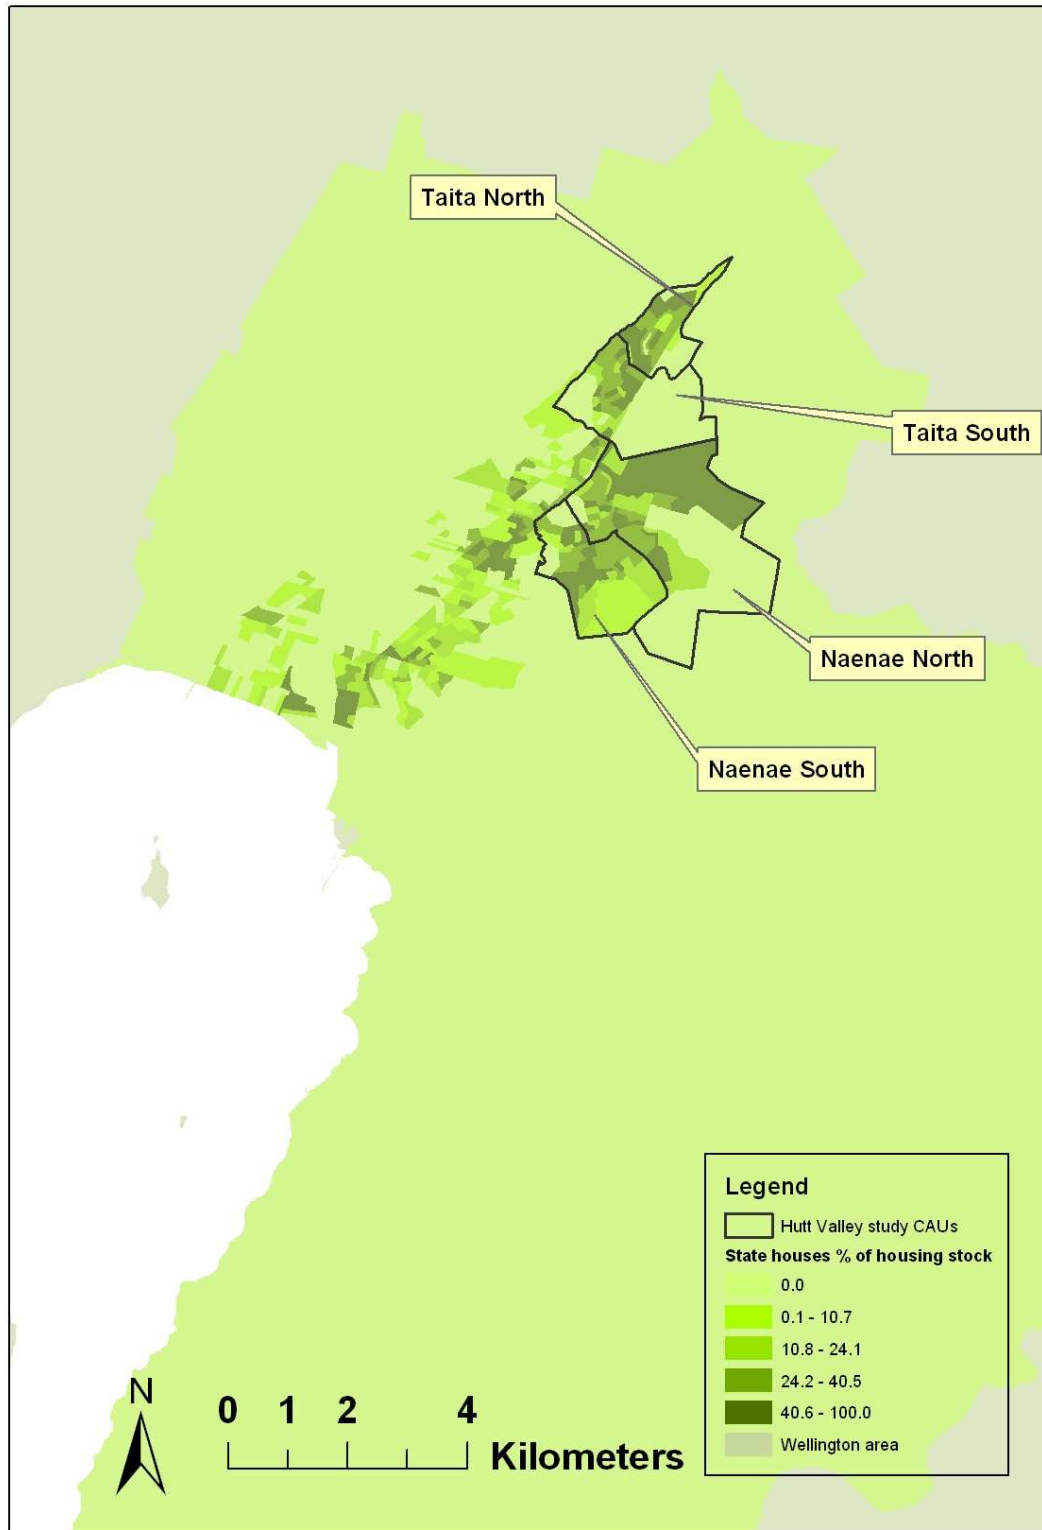 Taita North
Taita South
Naenae North
Naenae South
Legend
Hutt Valley study CAUs
State houses % of housing stock
0.0
0.1 - 10.7
10.8 - 24.1
24.2 - 40.5
40.6 - 100.0
Wellington area
N
0 1 2 4
Kilometers